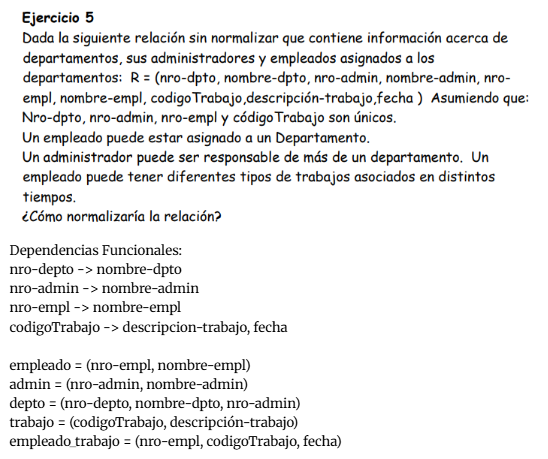 Ejercicio 5
Dada la siguiente relación sin normalizar que contiene información acerca de
departamentos, sus administradores y empleados asignados a los
departamentos: R = (nro-dpto, nombre-dpto, nro-admin, nombre-admin, nro-
empl, nombre-empl, codigoTrabajo,descripción-trabajo,fecha ) Asumiendo que:
Nro-dpto, nro-admin, nro-empl y códigoTrabajo son únicos.
Un empleado puede estar asignado a un Departamento.
Un administrador puede ser responsable de más de un departamento. Un
empleado puede tener diferentes tipos de trabajos asociados en distintos
tiempos.
¿Cómo normalizaría la relación?
Dependencias Funcionales:
nro-depto -> nombre-dpto
nro-admin -> nombre-admin
nro-empl -> nombre-empl
codigoTrabajo -> descripcion-trabajo, fecha
empleado = (nro-empl, nombre-empl)
admin = (nro-admin, nombre-admin)
depto = (nro-depto, nombre-dpto, nro-admin)
trabajo = (codigoTrabajo, descripción-trabajo)
empleado_trabajo = (nro-empl, codigoTrabajo, fecha)